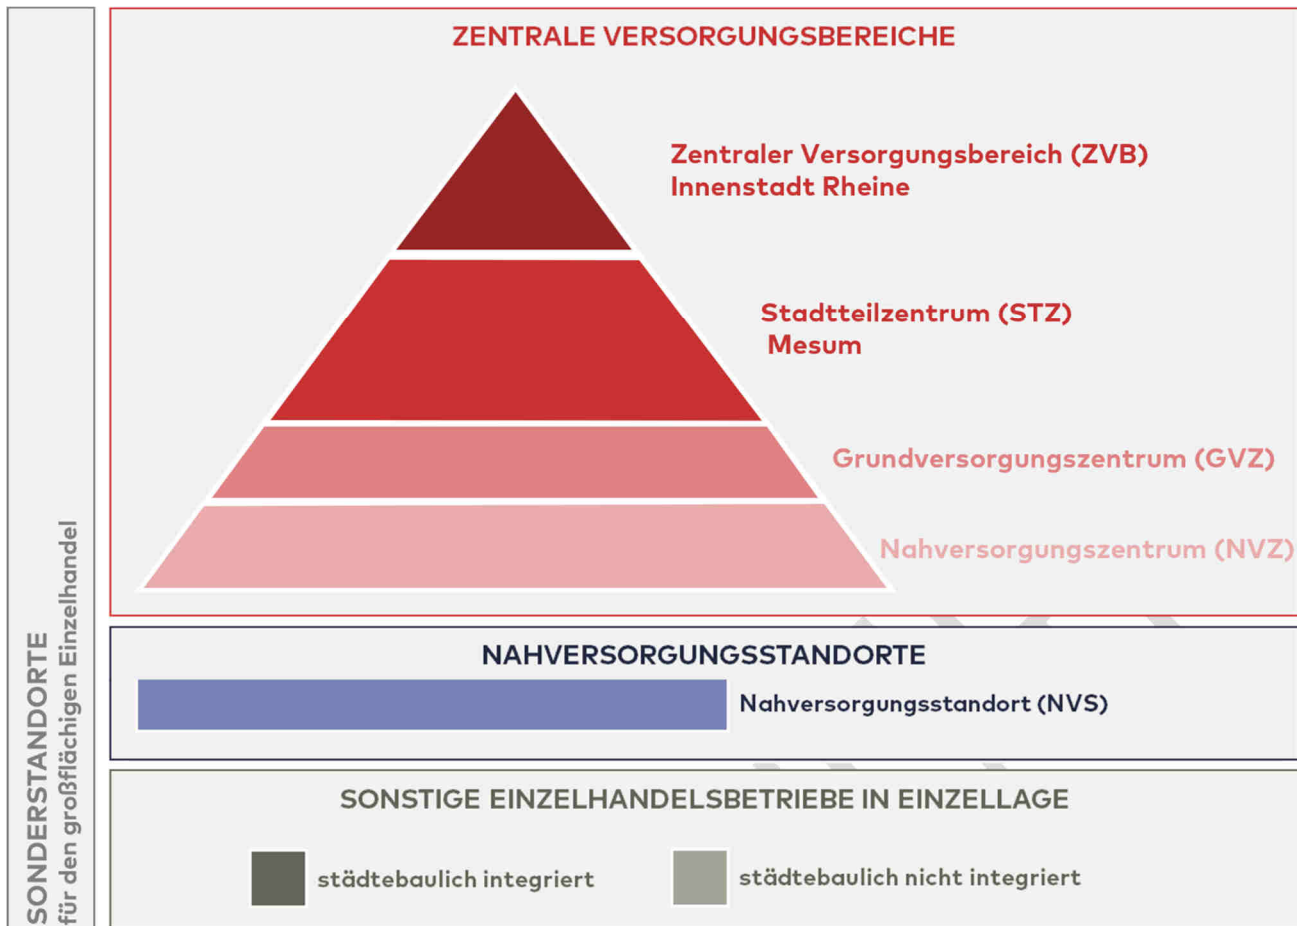 ZENTRALE VERSORGUNGSBEREICHE
Zentraler Versorgungsbereich (ZVB)
Innenstadt Rheine
Stadtteilzentrum (STZ)
Mesum
Grundversorgungszentrum (GVZ)
Nahversorgungszentrum (NVZ)
NAHVERSORGUNGSSTANDORTE
Nahversorgungsstandort (NVS)
SONSTIGE EINZELHANDELSBETRIEBE IN EINZELLAGE
städtebaulich integriert
städtebaulich nicht integriert
SONDERSTANDORTE
für den großflächigen Einzelhandel